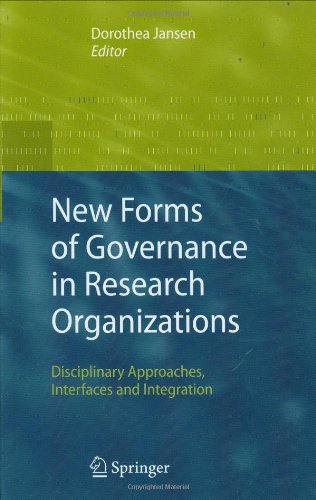 Dorothea Jansen
Editor
New Forms
of Governance
in Research
Organizations
Disciplinary Approaches,
Interfaces and Integration
Springer